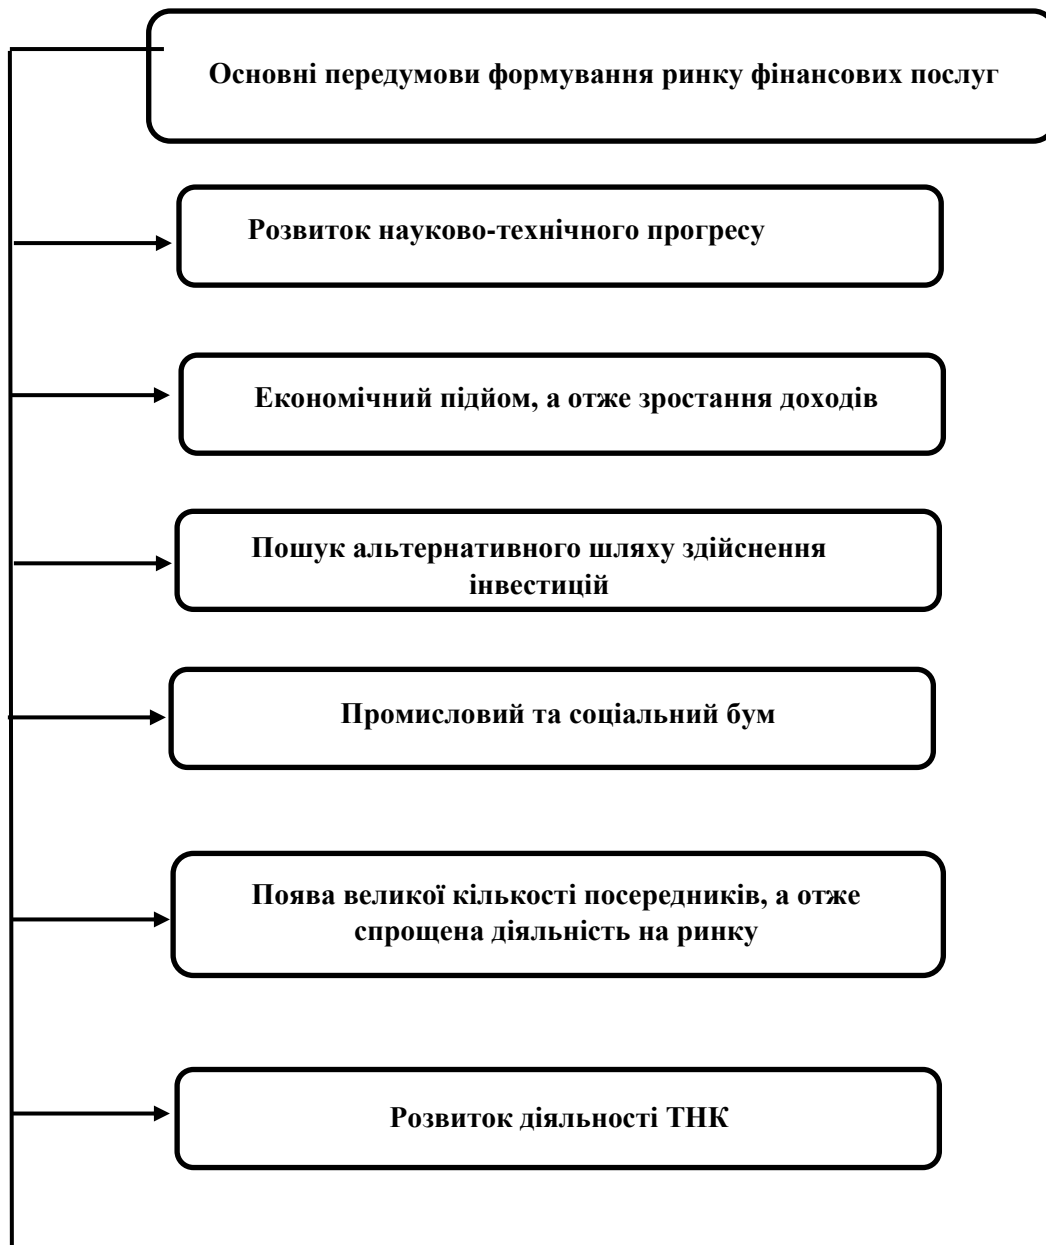 Основні передумови формування ринку фінансових послуг
Розвиток науково-технічного прогресу
Економічний підйом, а отже зростання доходів
Пошук альтернативного шляху здійснення
інвестицій
Промисловий та соціальний бум
Поява великої кількості посередників, а отже
спрощена діяльність на ринку
Розвиток діяльності ТНК